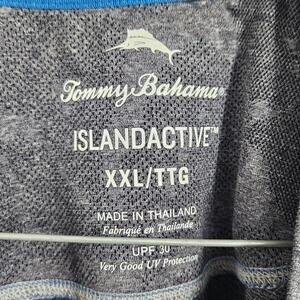 Tommy Bahama®
ISLANDACTIVE™
XXL/TTG
MADE IN THAILAND
Fabriqué en Thaïlande
UPF 30
Very Good UV Protection